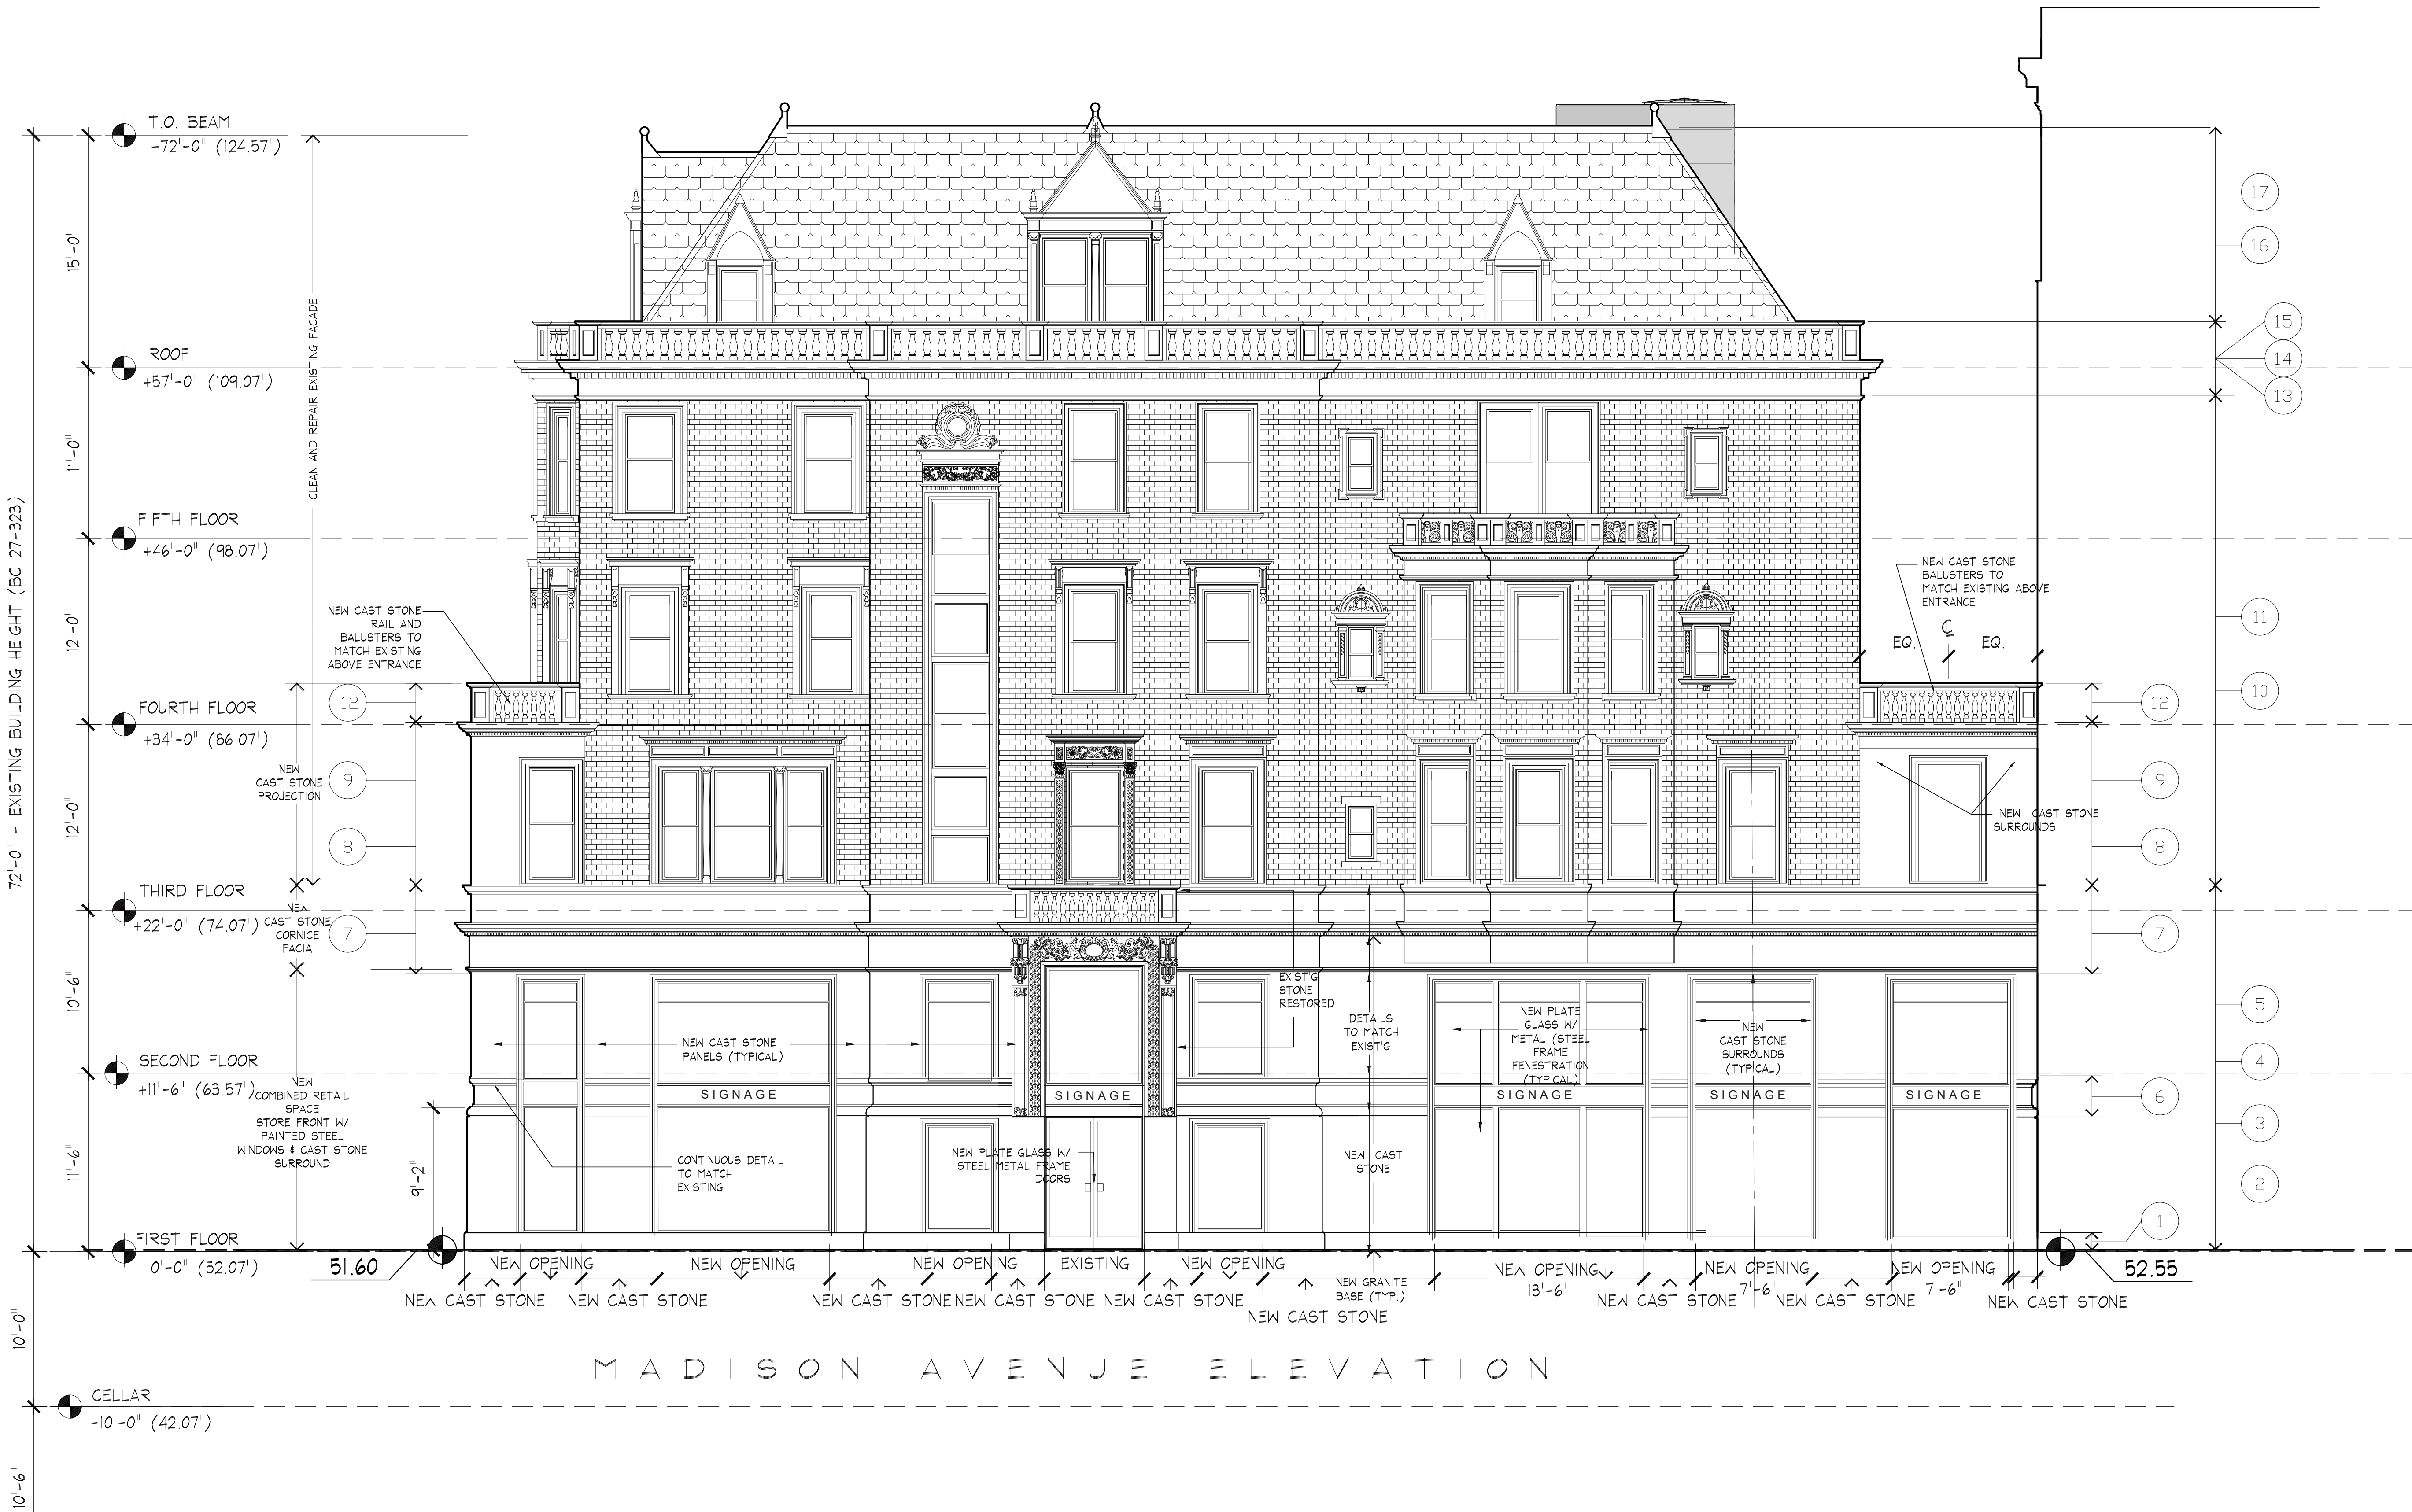 T.O. BEAM
+72'-0" (124.57')
17
16
15'-0"
CLEAN AND REPAIR EXISTING FACADE
15
14
13
ROOF
+57'-0" (109.07')
11'-0"
72'-0" - EXISTING BUILDING HEIGHT (BC 27-323)
FIFTH FLOOR
+46'-0" (98.07')
NEW CAST STONE
BALUSTERS TO
MATCH EXISTING ABOVE
ENTRANCE
NEW CAST STONE
RAIL AND
BALUSTERS TO
MATCH EXISTING
ABOVE ENTRANCE
12'-0"
11
EQ.
℄
EQ.
10
12
12
FOURTH FLOOR
+34'-0" (86.07')
NEW
CAST STONE
PROJECTION
9
9
12'-0"
NEW CAST STONE
SURROUNDS
8
8
THIRD FLOOR
+22'-0" (74.07')
NEW
CAST STONE
CORNICE
FACIA
7
7
10'-6"
EXIST'G
STONE
RESTORED
DETAILS
TO MATCH
EXIST'G
NEW PLATE
GLASS W/
METAL (STEEL
FRAME
FENESTRATION
(TYPICAL)
NEW
CAST STONE
SURROUNDS
(TYPICAL)
5
NEW CAST STONE
PANELS (TYPICAL)
SECOND FLOOR
+11'-6" (63.57')
4
SIGNAGE
SIGNAGE
SIGNAGE
SIGNAGE
SIGNAGE
6
NEW
COMBINED RETAIL
SPACE
STORE FRONT W/
PAINTED STEEL
WINDOWS & CAST STONE
SURROUND
3
11'-6"
9'-2"
CONTINUOUS DETAIL
TO MATCH
EXISTING
NEW PLATE GLASS W/
STEEL METAL FRAME
DOORS
NEW CAST
STONE
2
1
FIRST FLOOR
0'-0" (52.07')
51.60
52.55
NEW OPENING
NEW OPENING
NEW OPENING
EXISTING
NEW OPENING
NEW GRANITE
BASE (TYP.)
NEW OPENING
13'-6'
NEW OPENING
7'-6"
NEW OPENING
7'-6"
NEW CAST STONE
NEW CAST STONE
NEW CAST STONE
NEW CAST STONE
NEW CAST STONE
NEW CAST STONE
NEW CAST STONE
NEW CAST STONE
NEW CAST STONE
10'-0"
MADISON AVENUE ELEVATION
CELLAR
-10'-0" (42.07')
10'-6"